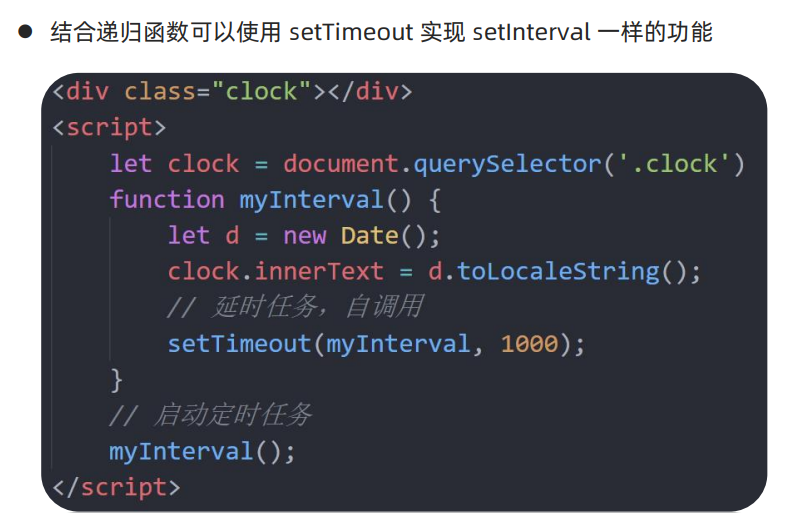 ● 结合递归函数可以使用 setTimeout 实现 setInterval 一样的功能
<div class="clock"></div>
<script>
    let clock = document.querySelector('.clock')
    function myInterval() {
        let d = new Date();
        clock.innerText = d.toLocaleString();
        // 延时任务，自调用
        setTimeout(myInterval, 1000);
    }
    // 启动定时任务
    myInterval();
</script>